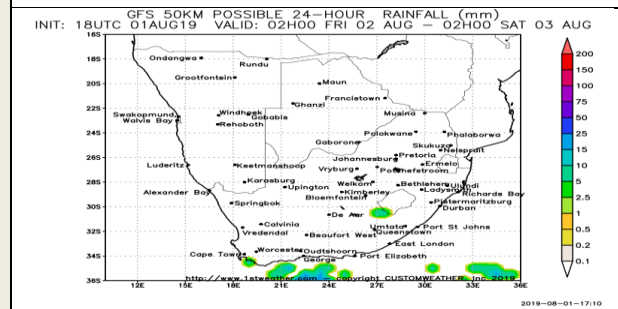 GFS 50KM POSSIBLE 24-HOUR RAINFALL (mm)
INIT: 18UTC 01AUG19 VALID: 02H00 FRI 02 AUG – 02H00 SAT 03 AUG
16S
Ondangwa
Rundu
200
18S
150
Grootfontein
100
20S
Maun
75
Francistown
22S
Ghanzi
50
Swakopmund
Windhoek
Gobabis
Musina
25
Walvis Bay
Rehoboth
24S
Polokwane
Phalaborwa
15
Gaborone
Skukuza
10
Pretoria
Nelspruit
26S
Johannesburg
5
Luderitz
Keetmanshoop
Vryburg
Ermelo
Potchefstroom
2.5
28S
Karasburg
Welkom
Bethlehem
Ulundi
Alexander Bay
Upington
Kimberley
Ladysmith
Richards Bay
1
Bloemfontein
30S
Springbok
Pietermaritzburg
Durban
0.5
De Aar
0.2
32S
Calvinia
Umtata
Port St Johns
Vredendal
Beaufort West
Queenstown
0.1
East London
34S
Cape Town
Worcester
Oudtshoorn
George
Port Elizabeth
36S
http://www.1stweather.com – copyright CUSTOMWEATHER, Inc 2019
12E 15E 18E 21E 24E 27E 30E 33E 36E
2019-08-01-17:10